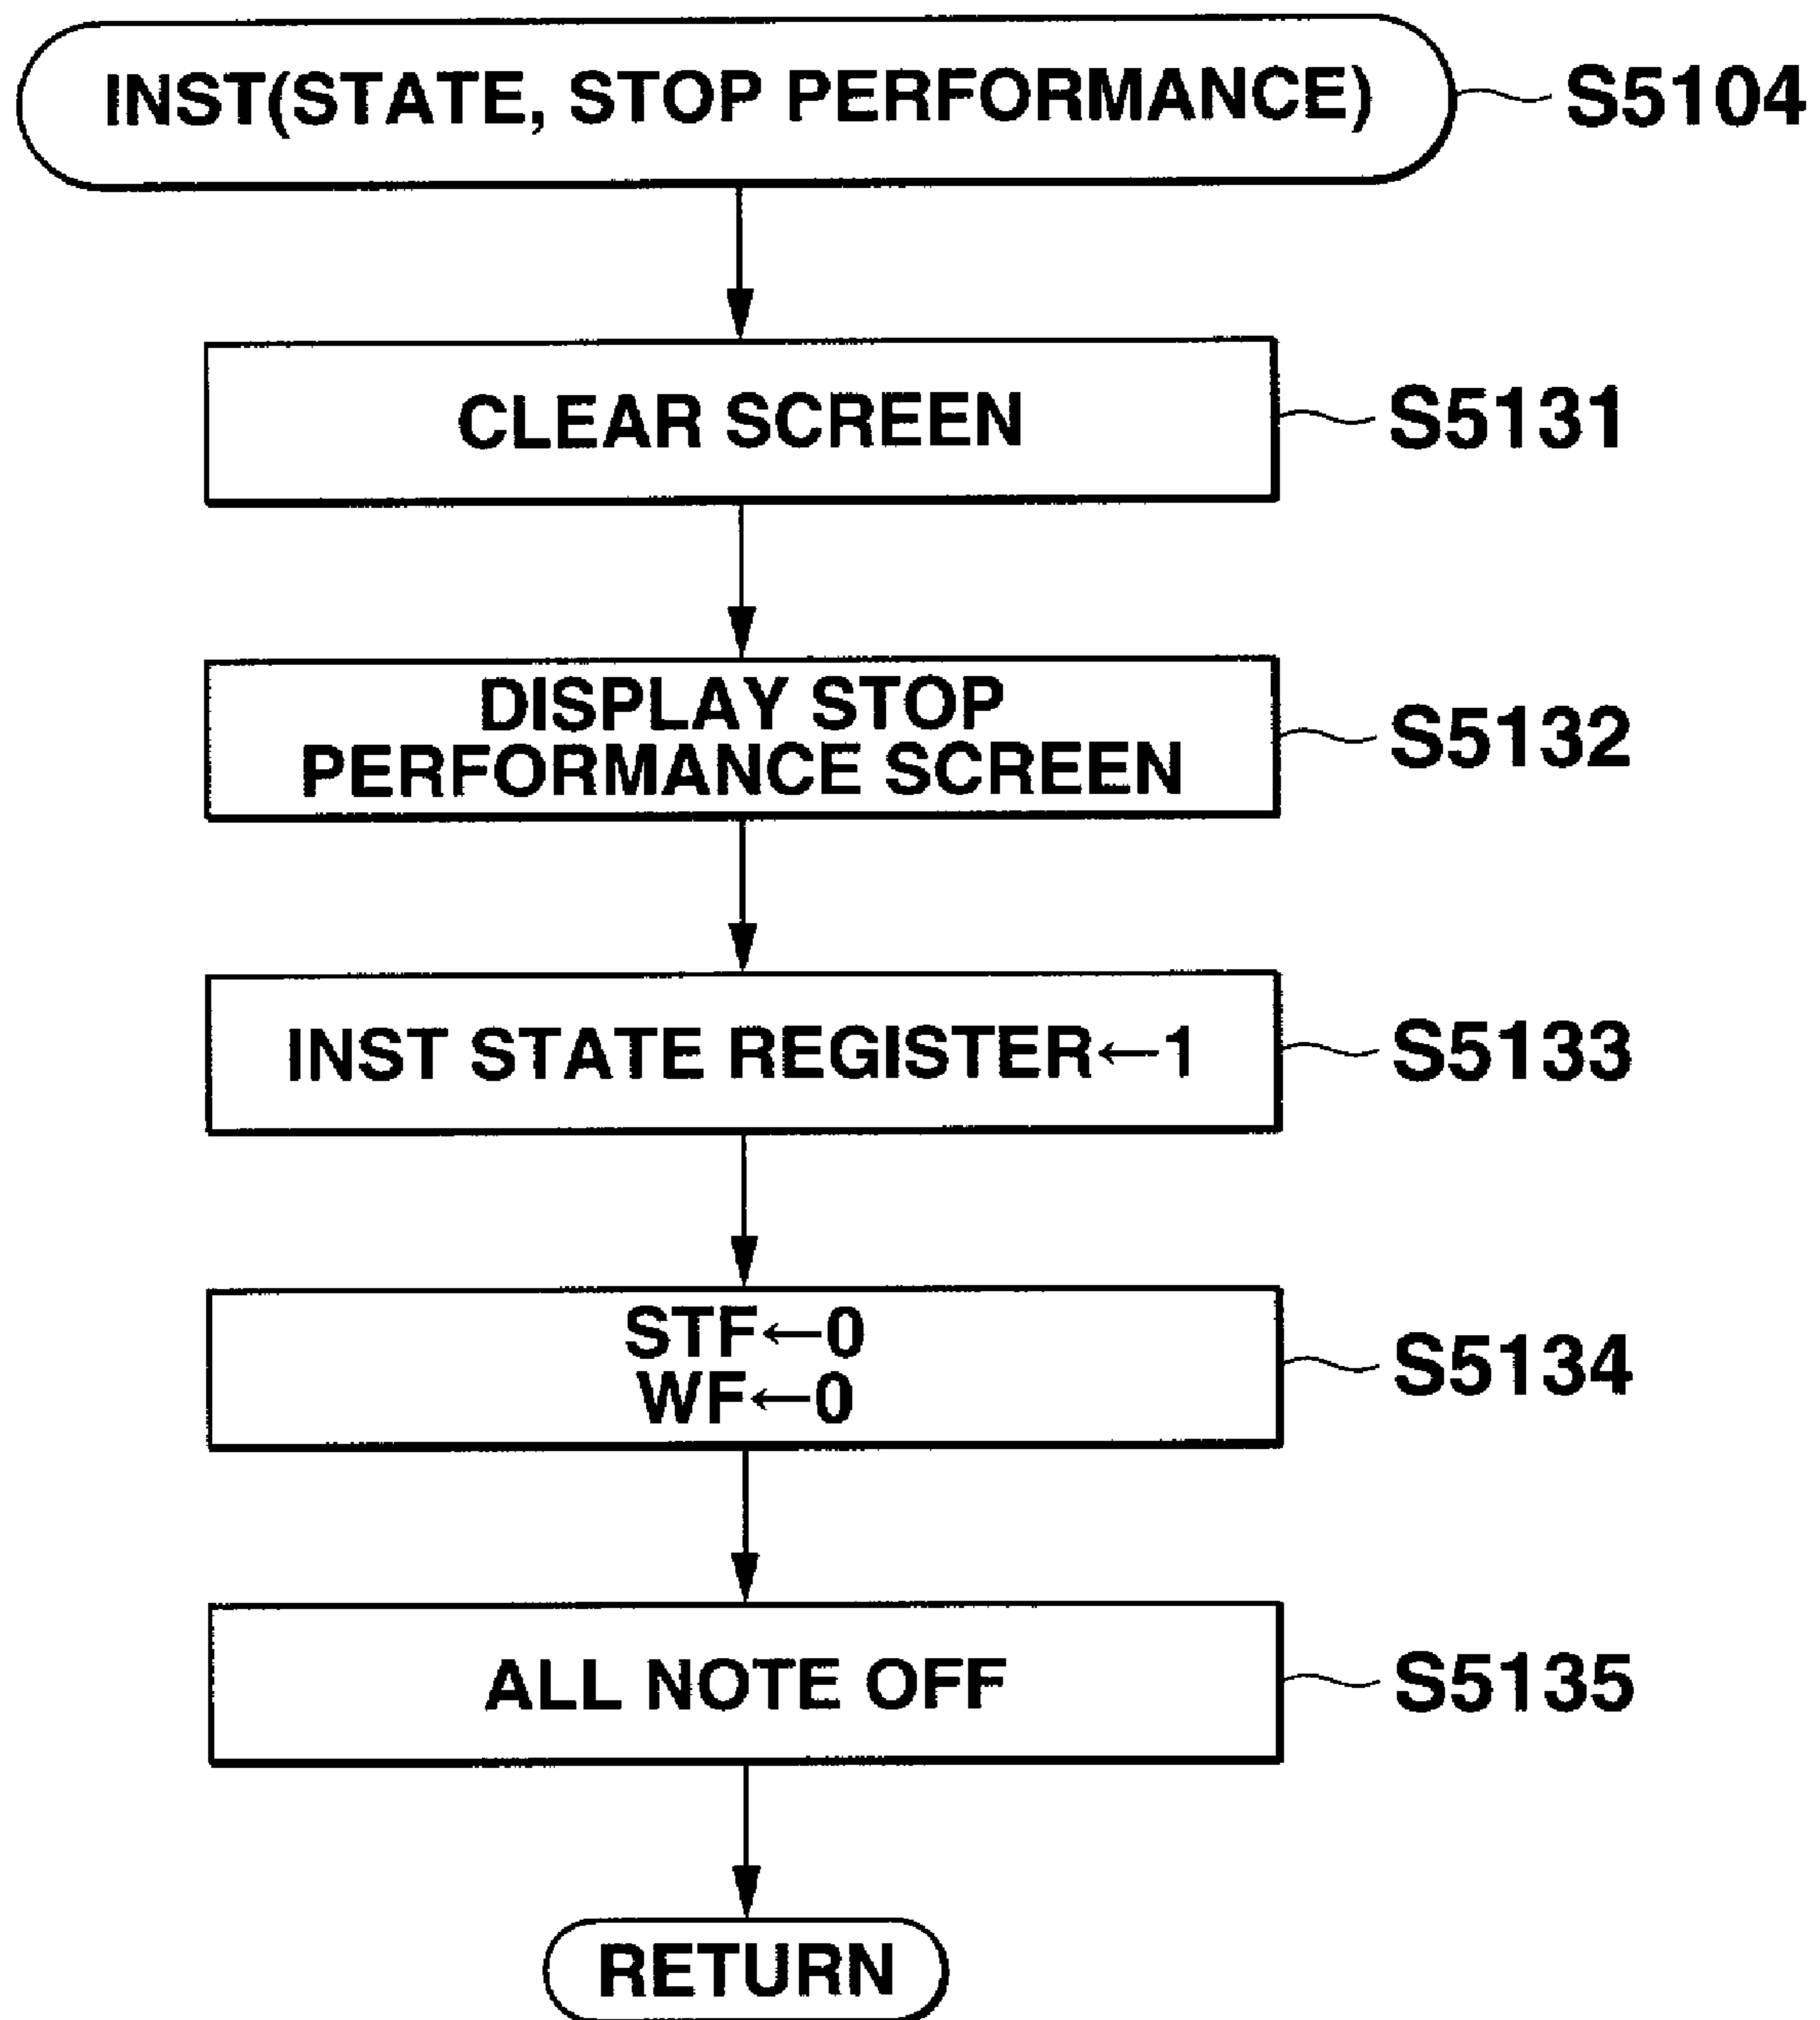 INST(STATE, STOP PERFORMANCE)
S5104
CLEAR SCREEN
S5131
DISPLAY STOP
PERFORMANCE SCREEN
S5132
INST STATE REGISTER←1
S5133
STF←0
WF←0
S5134
ALL NOTE OFF
S5135
RETURN